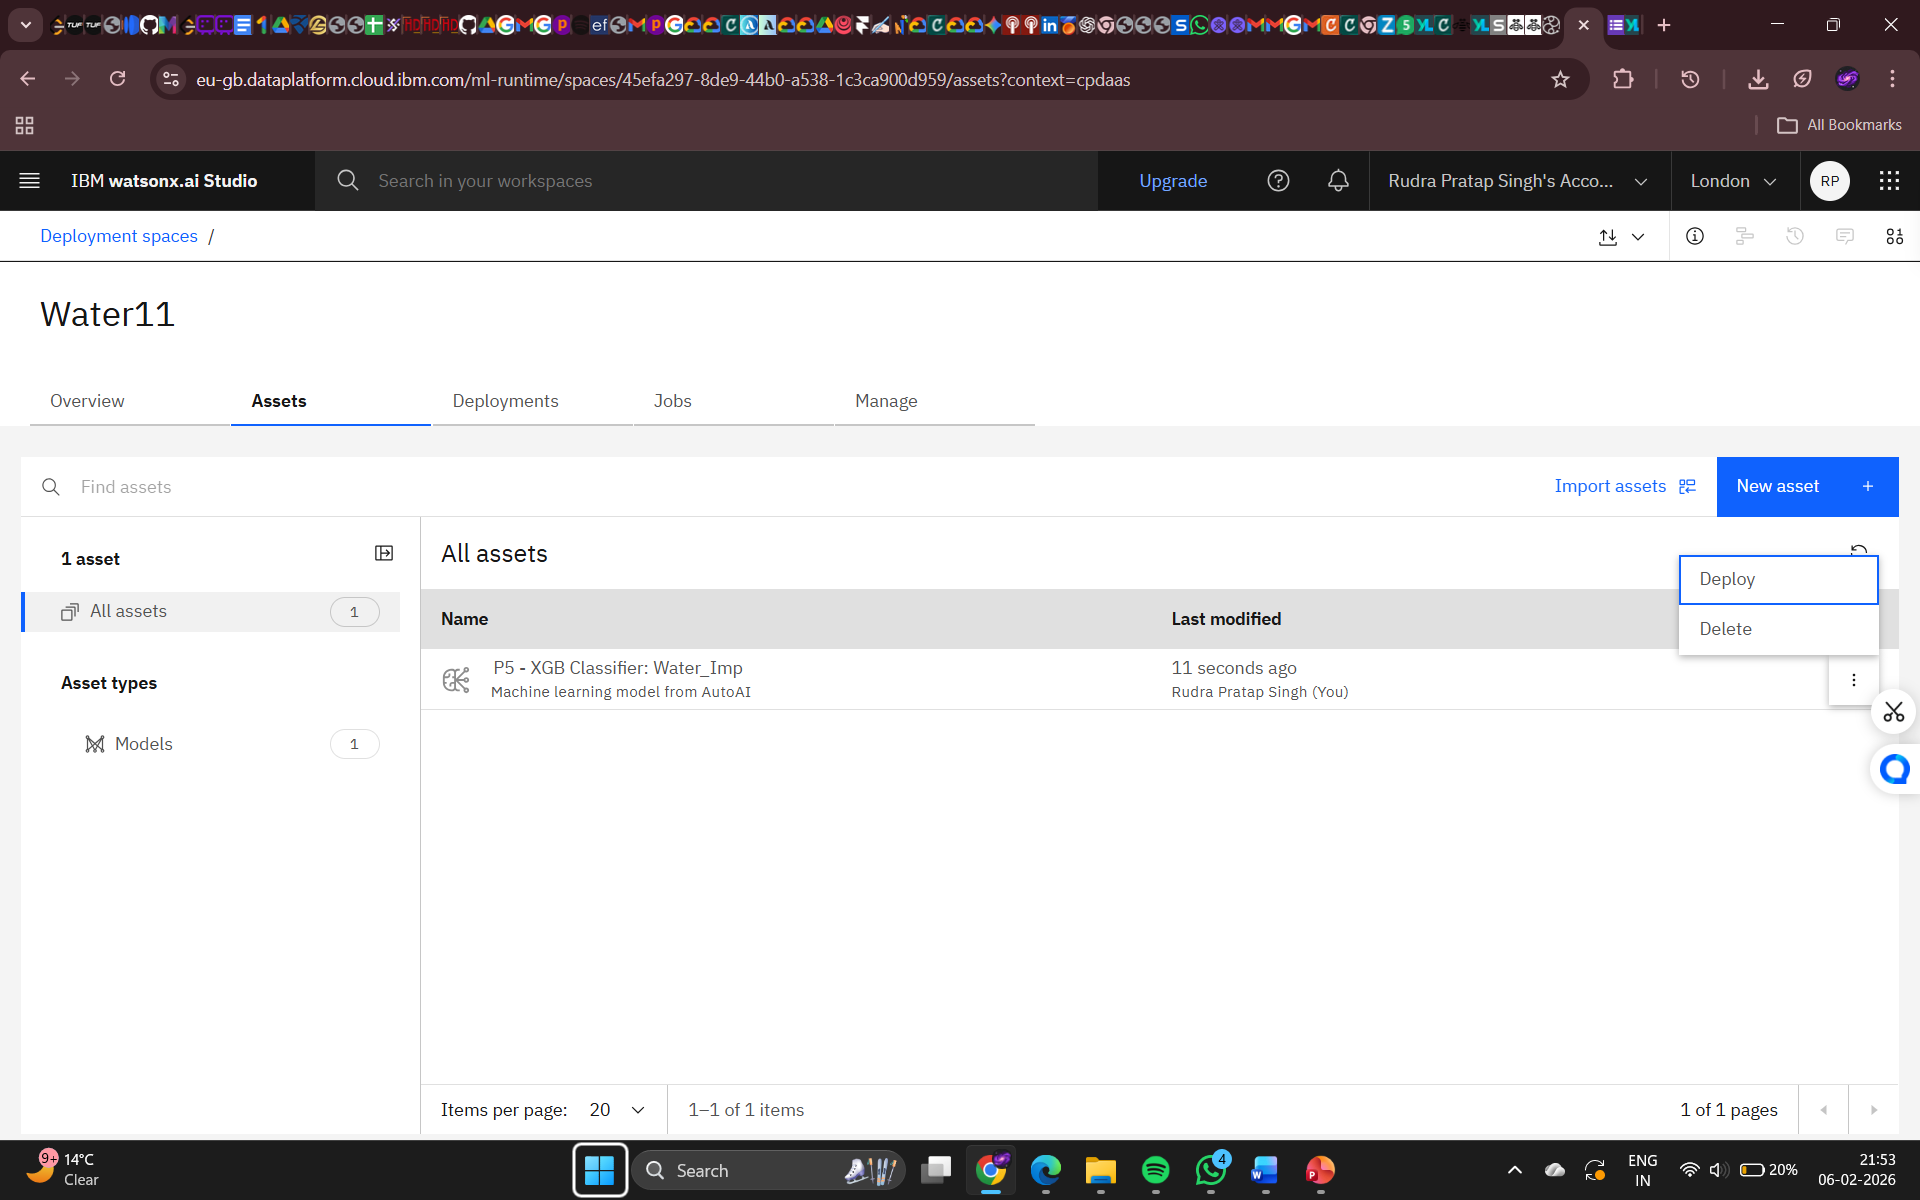 eu-gb.dataplatform.cloud.ibm.com/ml-runtime/spaces/45efa297-8de9-44b0-a538-1c3ca900d959/assets?context=cpdaas
All Bookmarks
IBM watsonx.ai Studio
Search in your workspaces
Upgrade
Rudra Pratap Singh's Acco...
London
RP
Deployment spaces /
Water11
Overview
Assets
Deployments
Jobs
Manage
Find assets
Import assets
New asset +
1 asset
All assets 1
Asset types
Models 1
All assets
Deploy
Delete
Name
Last modified
P5 - XGB Classifier: Water_Imp
Machine learning model from AutoAI
11 seconds ago
Rudra Pratap Singh (You)
Items per page: 20
1–1 of 1 items
1 of 1 pages
9+
14°C
Clear
Search
4
ENG
IN
20%
21:53
06-02-2026